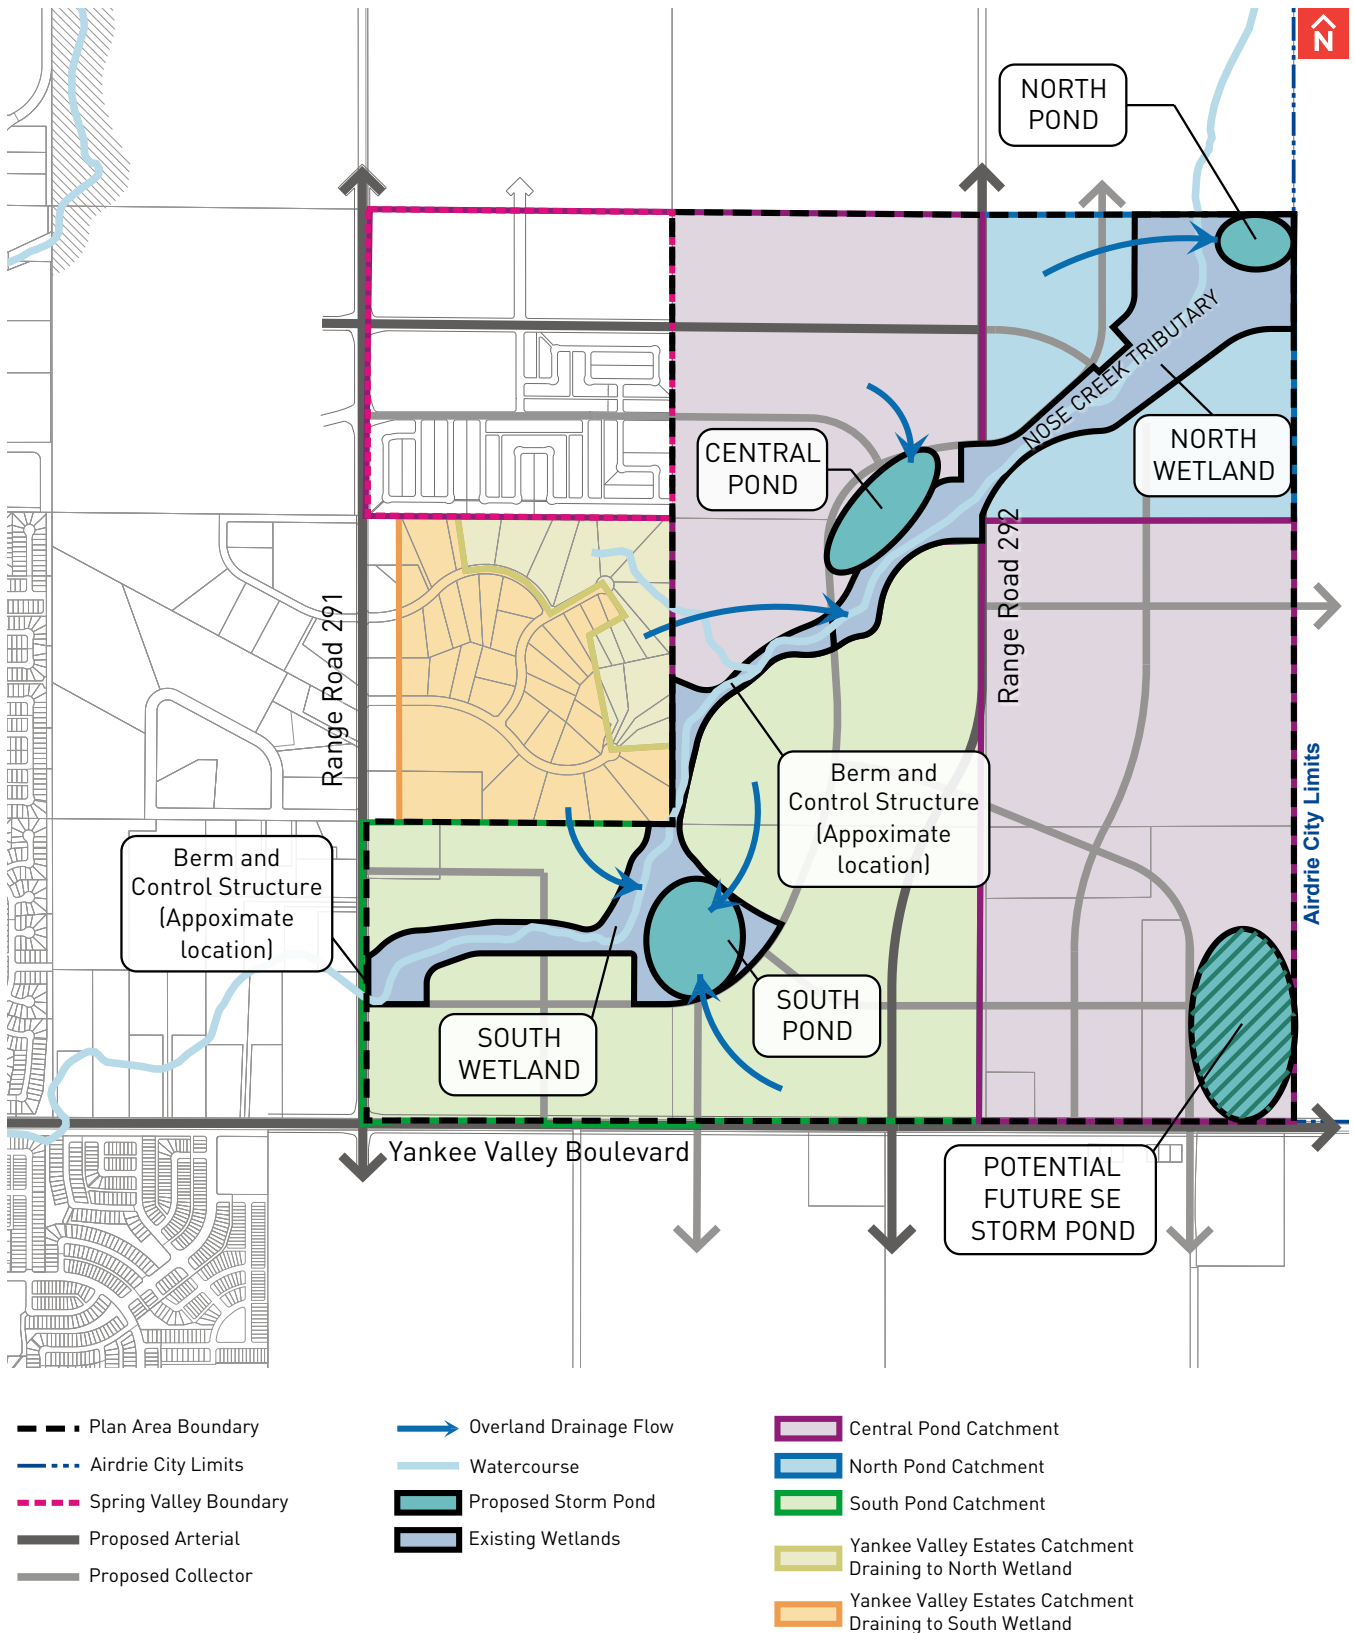 N
NORTH
POND
NOSE CREEK TRIBUTARY
CENTRAL
POND
NORTH
WETLAND
Range Road 292
Range Road 291
Berm and
Control Structure
(Appoximate
location)
Berm and
Control Structure
(Appoximate
location)
Airdrie City Limits
SOUTH
POND
SOUTH
WETLAND
Yankee Valley Boulevard
POTENTIAL
FUTURE SE
STORM POND
Plan Area Boundary
Airdrie City Limits
Spring Valley Boundary
Proposed Arterial
Proposed Collector
Overland Drainage Flow
Watercourse
Proposed Storm Pond
Existing Wetlands
Central Pond Catchment
North Pond Catchment
South Pond Catchment
Yankee Valley Estates Catchment
Draining to North Wetland
Yankee Valley Estates Catchment
Draining to South Wetland